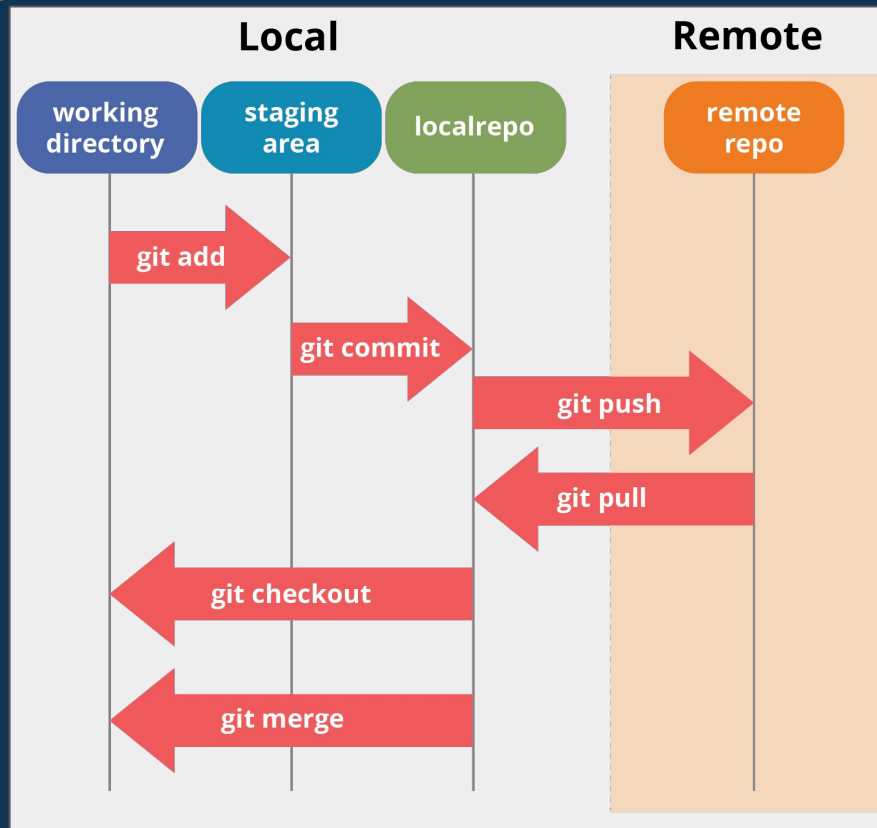 Local
Remote
working
directory
staging
area
localrepo
remote
repo
git add
git commit
git push
git pull
git checkout
git merge